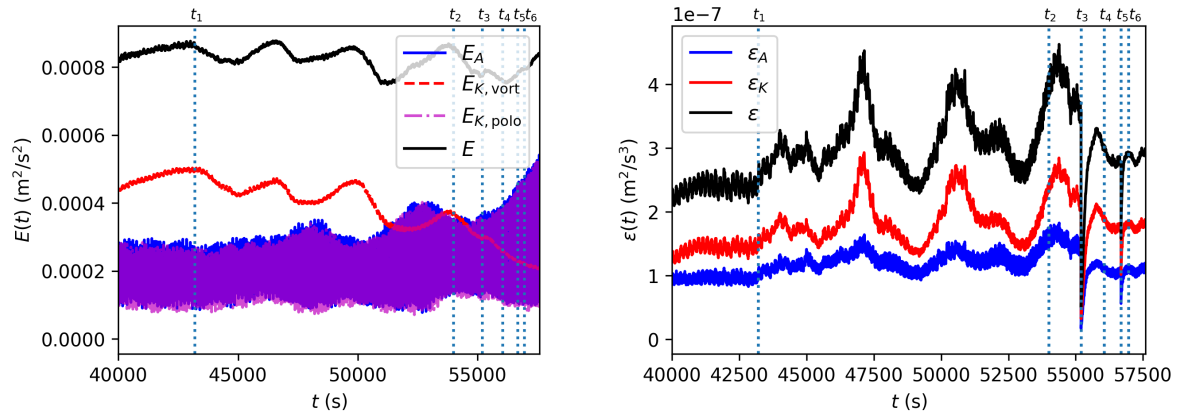 t₁ t₂ t₃ t₄ t₅ t₆
E(t) (m²/s²)
0.0008
0.0006
0.0004
0.0002
0.0000
E_A
E_K, vort
E_K, polo
E
40000 45000 50000 55000
t (s)
1e−7 t₁ t₂ t₃ t₄ t₅ t₆
ε(t) (m²/s³)
4
3
2
1
0
ε_A
ε_K
ε
40000 42500 45000 47500 50000 52500 55000 57500
t (s)